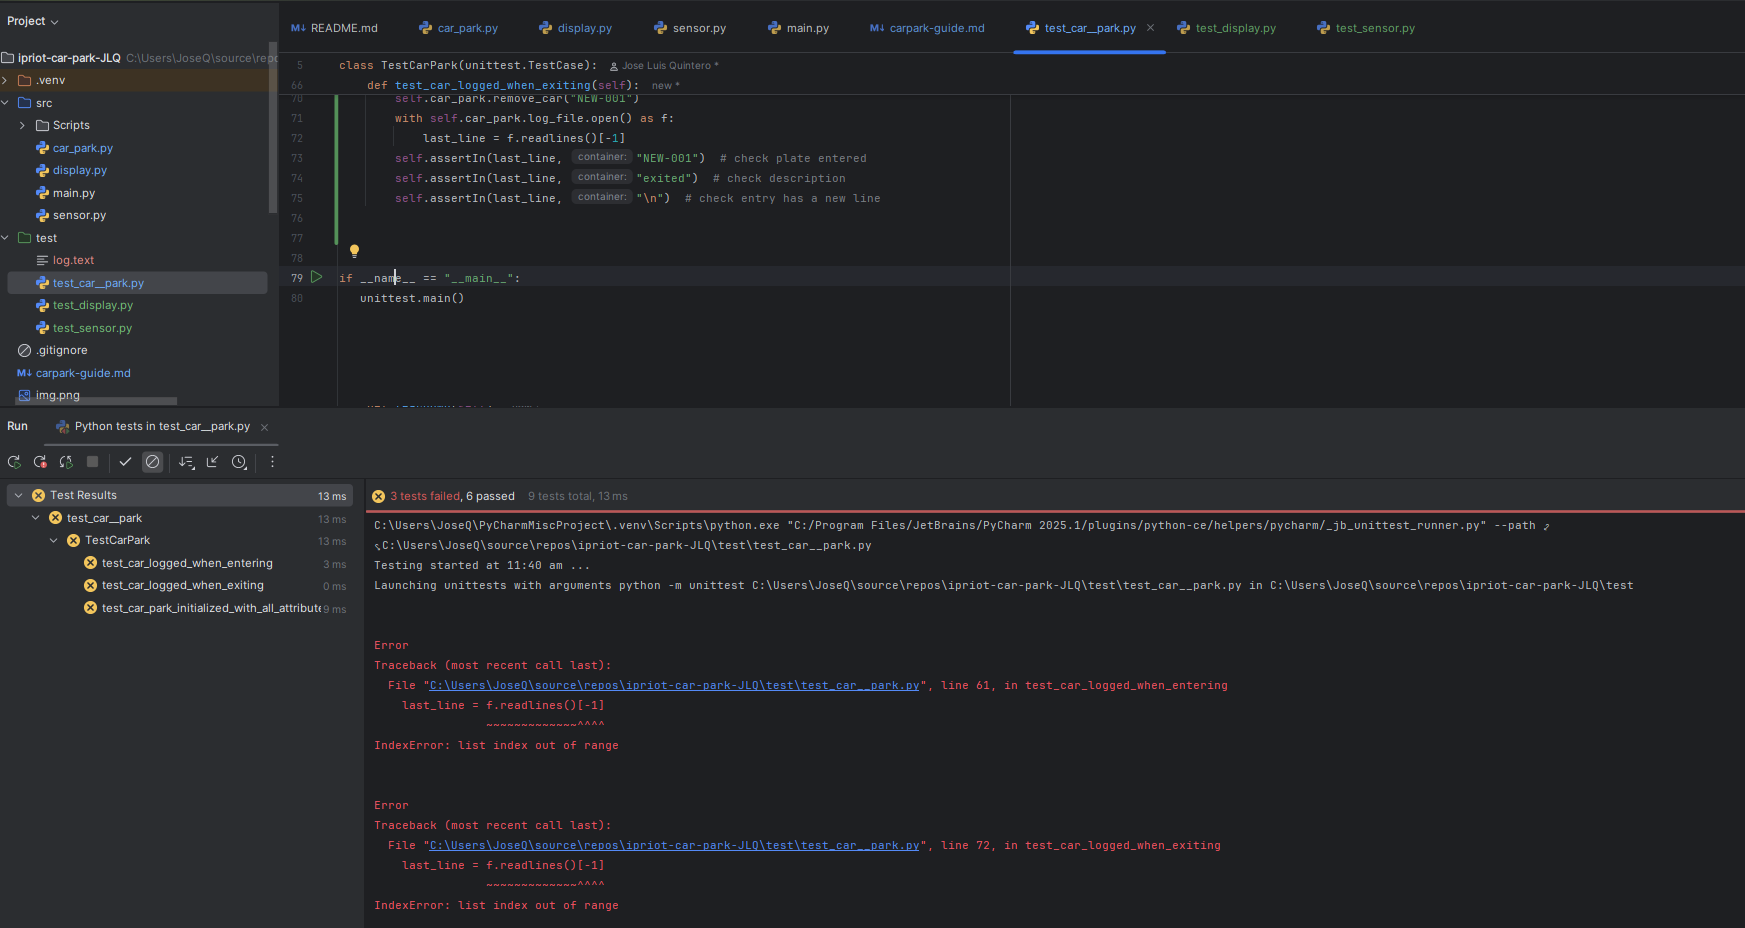 Project
README.md
car_park.py
display.py
sensor.py
main.py
carpark-guide.md
test_car__park.py
test_display.py
test_sensor.py
ipriot-car-park-JLQ C:\Users\JoseQ\source\repo
.venv
src
Scripts
car_park.py
display.py
main.py
sensor.py
test
log.text
test_car__park.py
test_display.py
test_sensor.py
.gitignore
carpark-guide.md
img.png
5 class TestCarPark(unittest.TestCase): Jose Luis Quintero *
66 def test_car_logged_when_exiting(self): new *
70 self.car_park.remove_car("NEW-001")
71 with self.car_park.log_file.open() as f:
72 last_line = f.readlines()[-1]
73 self.assertIn(last_line, container: "NEW-001") # check plate entered
74 self.assertIn(last_line, container: "exited") # check description
75 self.assertIn(last_line, container: "\n") # check entry has a new line
76
77
78
79 if __name__ == "__main__":
80 unittest.main()
Run Python tests in test_car__park.py
Test Results 13 ms
test_car__park 13 ms
TestCarPark 13 ms
test_car_logged_when_entering 3 ms
test_car_logged_when_exiting 0 ms
test_car_park_initialized_with_all_attribute 9 ms
3 tests failed, 6 passed 9 tests total, 13 ms
C:\Users\JoseQ\PyCharmMiscProject\.venv\Scripts\python.exe "C:/Program Files/JetBrains/PyCharm 2025.1/plugins/python-ce/helpers/pycharm/_jb_unittest_runner.py" --path
C:\Users\JoseQ\source\repos\ipriot-car-park-JLQ\test\test_car__park.py
Testing started at 11:40 am ...
Launching unittests with arguments python -m unittest C:\Users\JoseQ\source\repos\ipriot-car-park-JLQ\test\test_car__park.py in C:\Users\JoseQ\source\repos\ipriot-car-park-JLQ\test
Error
Traceback (most recent call last):
File "C:\Users\JoseQ\source\repos\ipriot-car-park-JLQ\test\test_car__park.py", line 61, in test_car_logged_when_entering
last_line = f.readlines()[-1]
~~~~~~~~~~~~~^^^^
IndexError: list index out of range
Error
Traceback (most recent call last):
File "C:\Users\JoseQ\source\repos\ipriot-car-park-JLQ\test\test_car__park.py", line 72, in test_car_logged_when_exiting
last_line = f.readlines()[-1]
~~~~~~~~~~~~~^^^^
IndexError: list index out of range